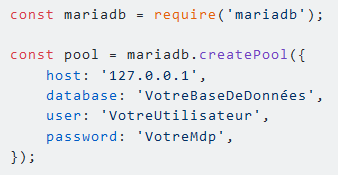 const mariadb = require('mariadb');
const pool = mariadb.createPool({
    host: '127.0.0.1',
    database: 'VotreBaseDeDonnées',
    user: 'VotreUtilisateur',
    password: 'VotreMdp',
});